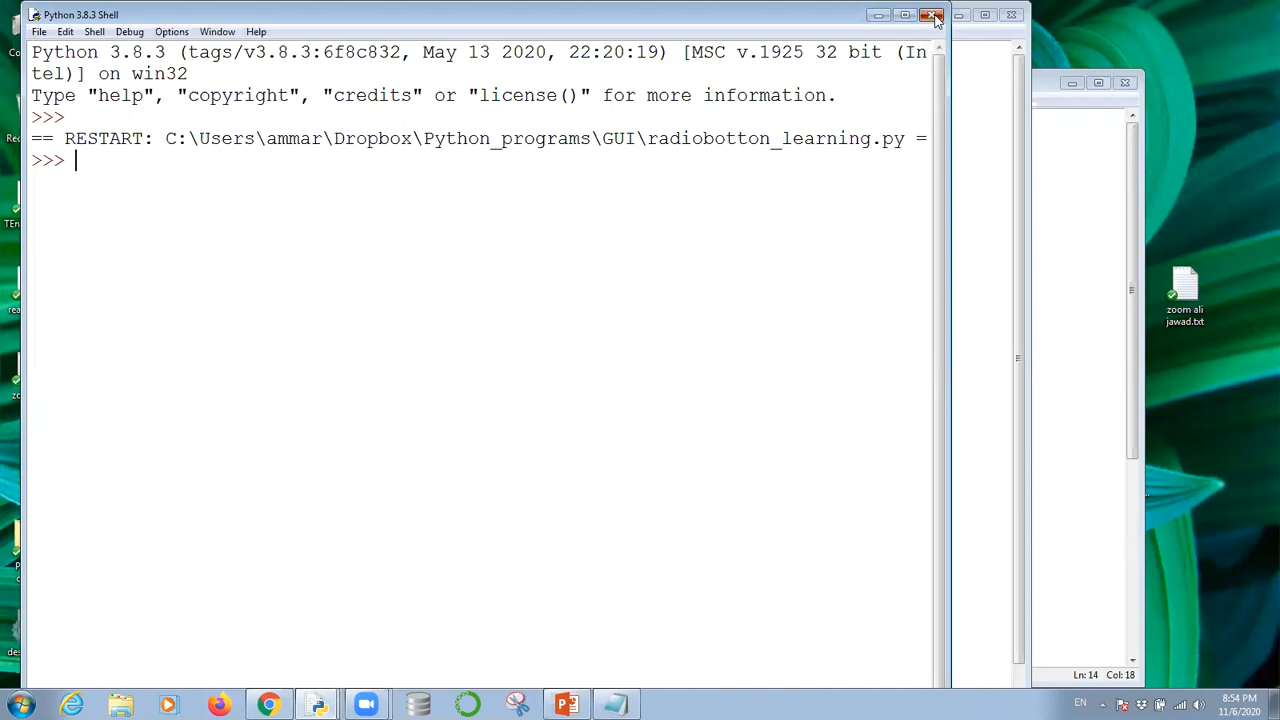 Python 3.8.3 Shell
File Edit Shell Debug Options Window Help
Python 3.8.3 (tags/v3.8.3:6f8c832, May 13 2020, 22:20:19) [MSC v.1925 32 bit (In
tel)] on win32
Type "help", "copyright", "credits" or "license()" for more information.
>>>
== RESTART: C:\Users\ammar\Dropbox\Python_programs\GUI\radiobotton_learning.py =
>>>
zoom ali
jawad.txt
Ln: 14 Col: 18
EN
8:54 PM
11/6/2020